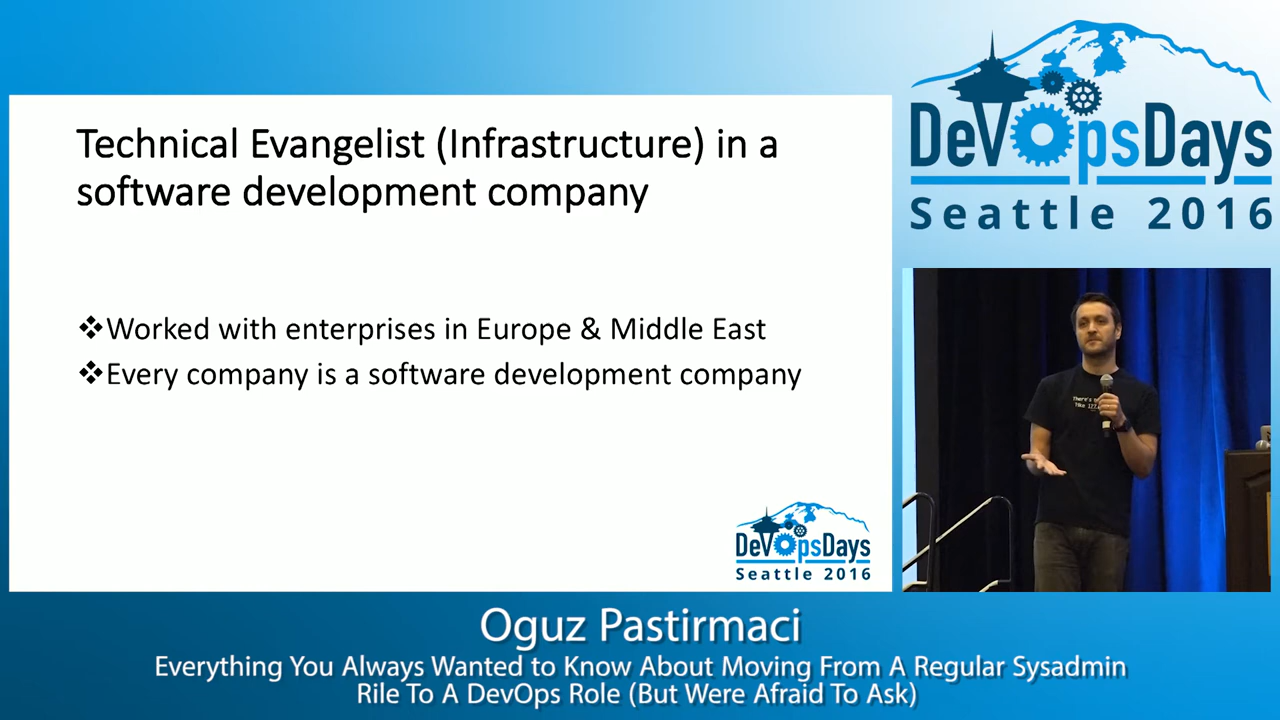 Technical Evangelist (Infrastructure) in a
software development company
❖Worked with enterprises in Europe & Middle East
❖Every company is a software development company
DevOpsDays
Seattle 2016
DevOpsDays
Seattle 2016
There's
Oguz Pastirmaci
Everything You Always Wanted to Know About Moving From A Regular Sysadmin
Rile To A DevOps Role (But Were Afraid To Ask)